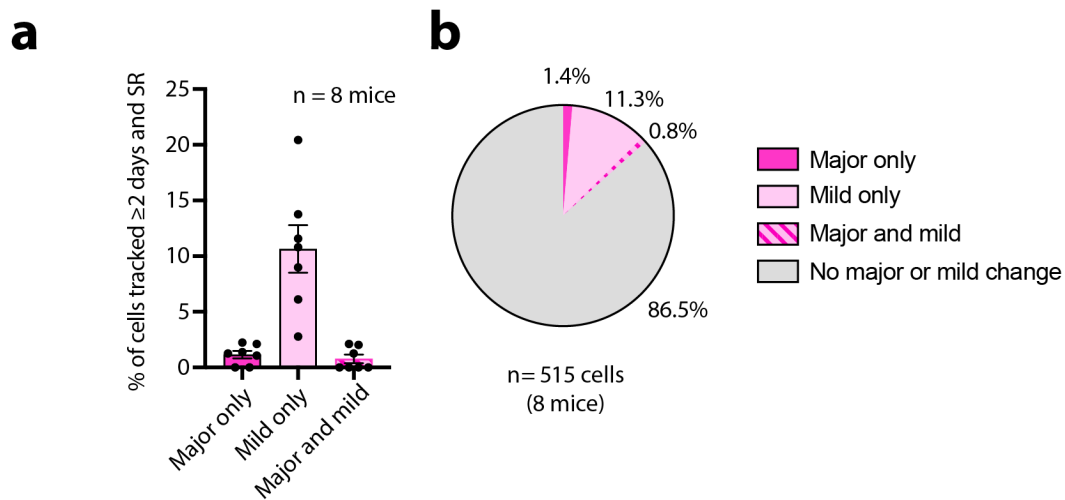 a
% of cells tracked ≥2 days and SR
25
20
15
10
5
0
n = 8 mice
Major only
Mild only
Major and mild
b
1.4%
11.3%
0.8%
86.5%
n= 515 cells
(8 mice)
Major only
Mild only
Major and mild
No major or mild change